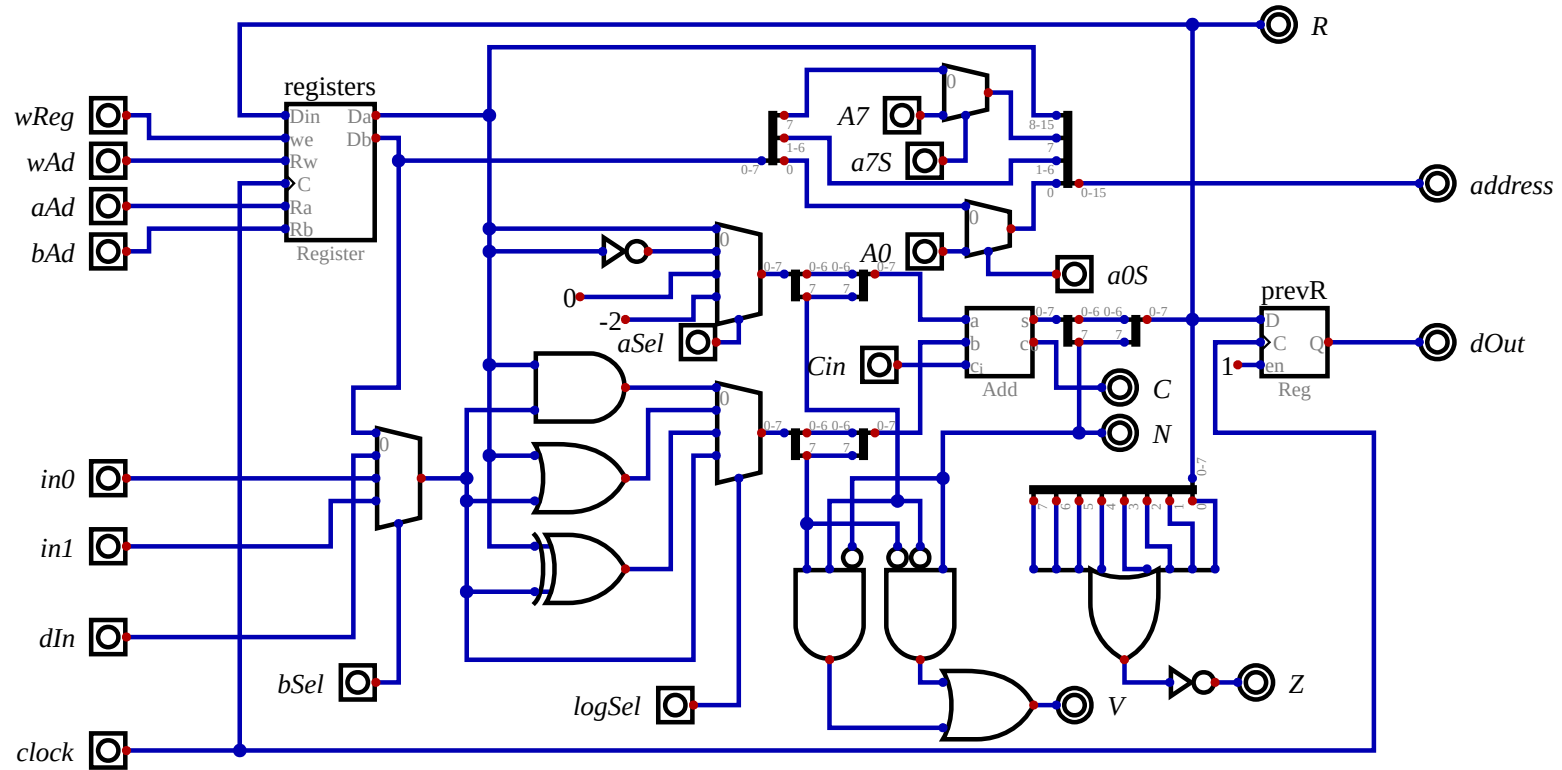 R
registers
wReg
Din
Da
we
Db
wAd
Rw
C
aAd
Ra
bAd
Rb
Register
0
A7
7
1-6
0-7
0
a7S
8-15
7
1-6
0
0-15
address
0
0
A0
a0S
0
-2
aSel
0-7
0-6
0-6
0-7
7
7
a
s
b
c
cᵢ
Add
Cin
0-7
0-6
0-6
0-7
7
7
prevR
D
C
Q
en
1
Reg
dOut
C
N
0
0-7
0-6
0-6
0-7
7
7
0
in0
in1
dIn
bSel
logSel
0-7
7
6
5
4
3
2
1
0
Z
V
clock